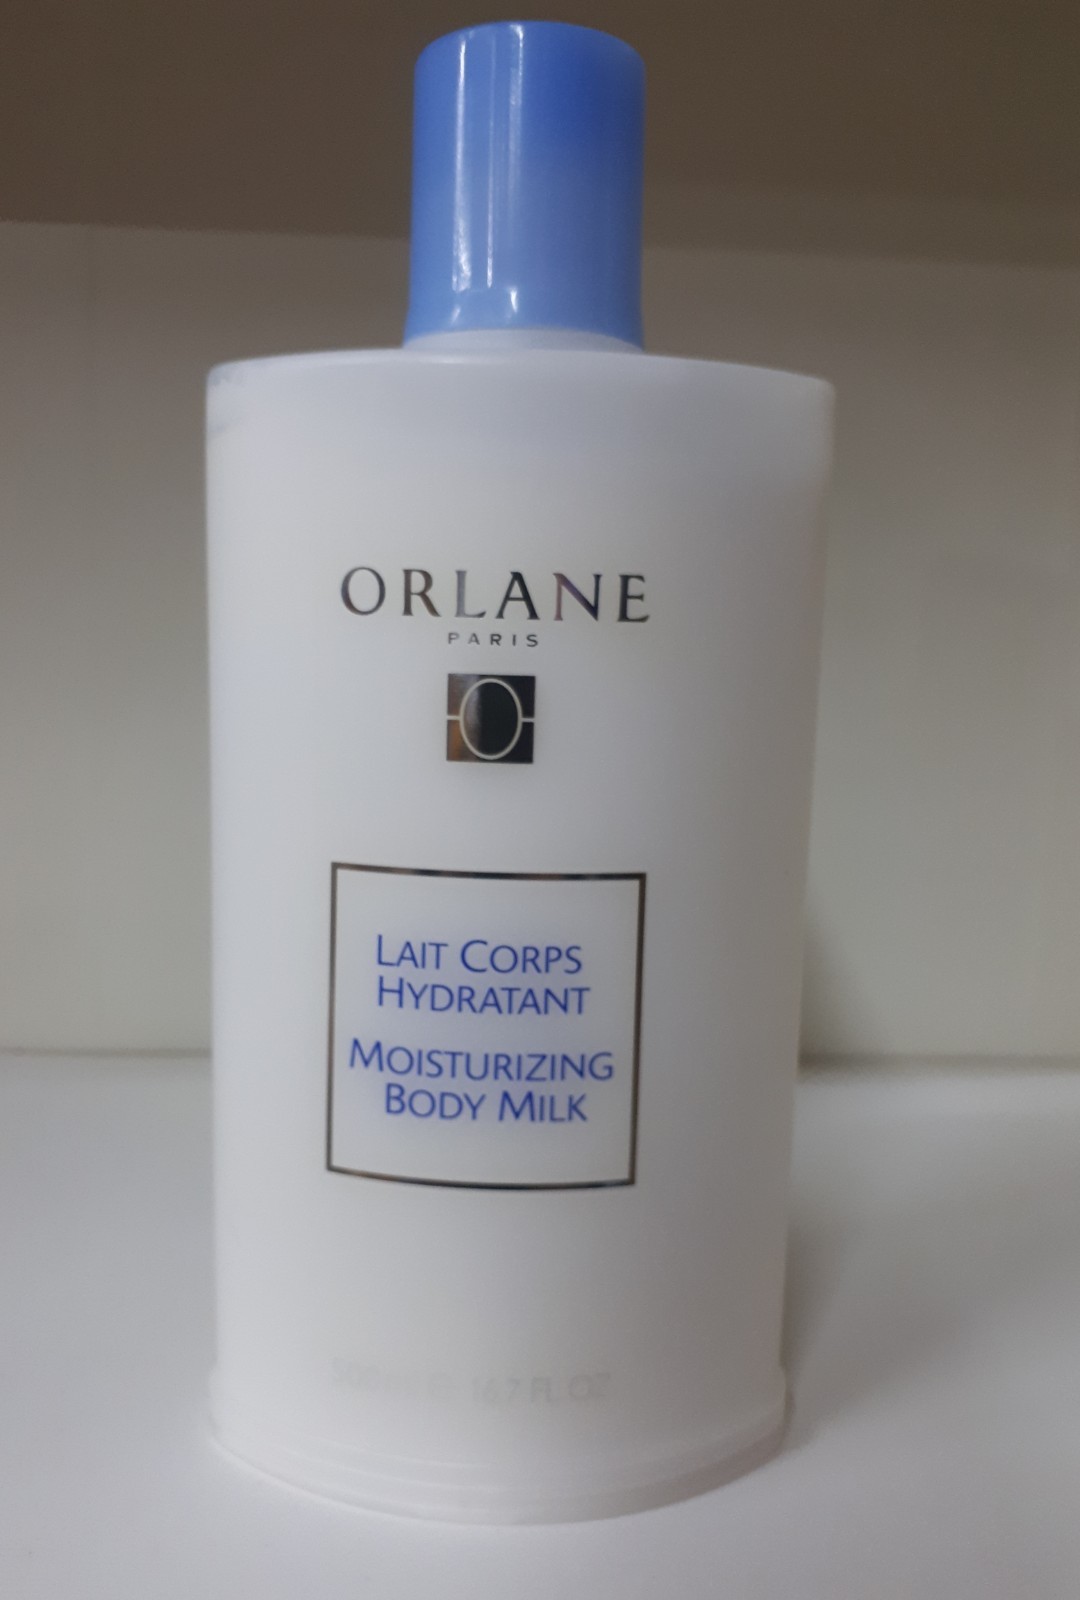 ORLANE
PARIS
LAIT CORPS
HYDRATANT
MOISTURIZING
BODY MILK